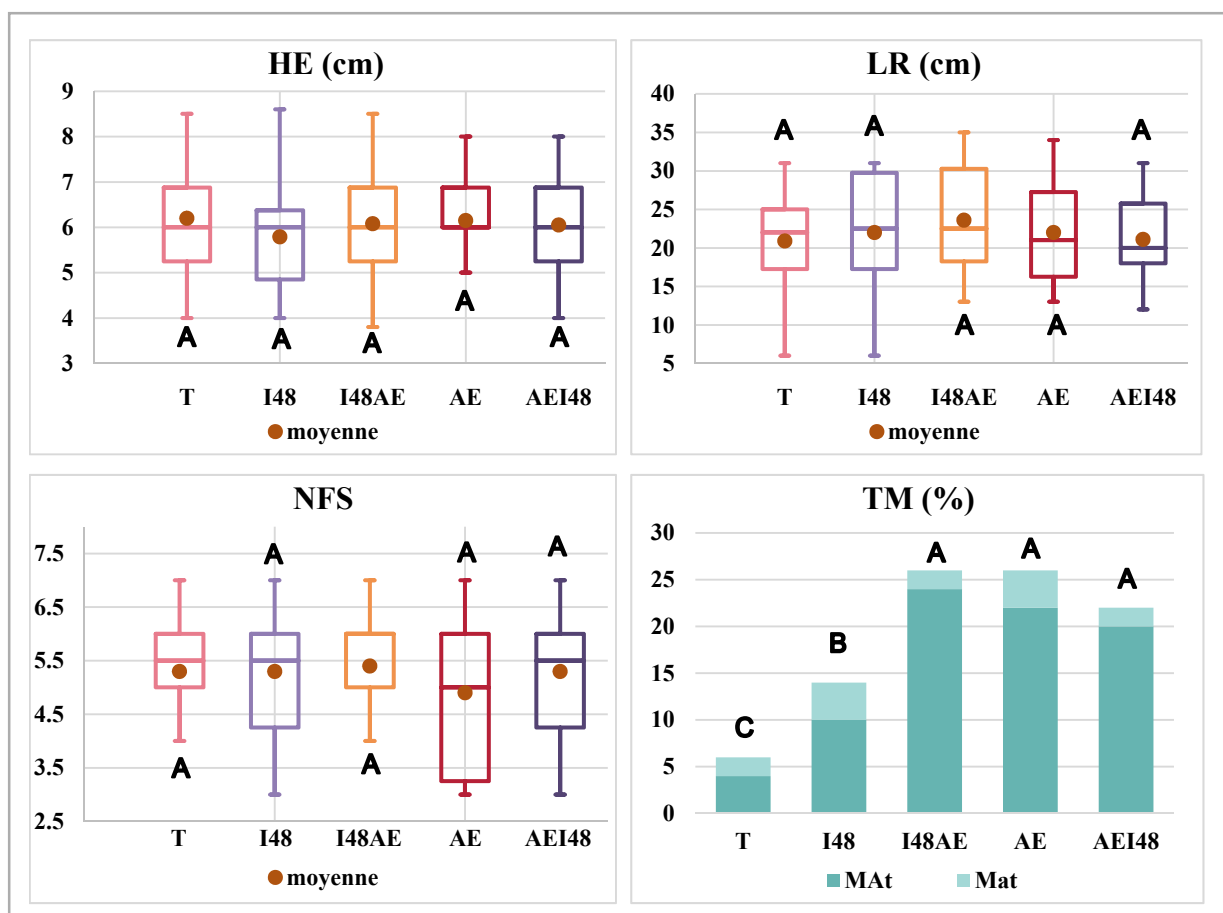 HE (cm)
9
8
7
6
5
4
3
A A A A A
T I48 I48AE AE AEI48
moyenne
LR (cm)
40
35
30
25
20
15
10
5
A A A A A
T I48 I48AE AE AEI48
moyenne
NFS
7.5
6.5
5.5
4.5
3.5
2.5
A A A A A
T I48 I48AE AE AEI48
moyenne
TM (%)
30
25
20
15
10
5
0
C B A A A
T I48 I48AE AE AEI48
MAt Mat